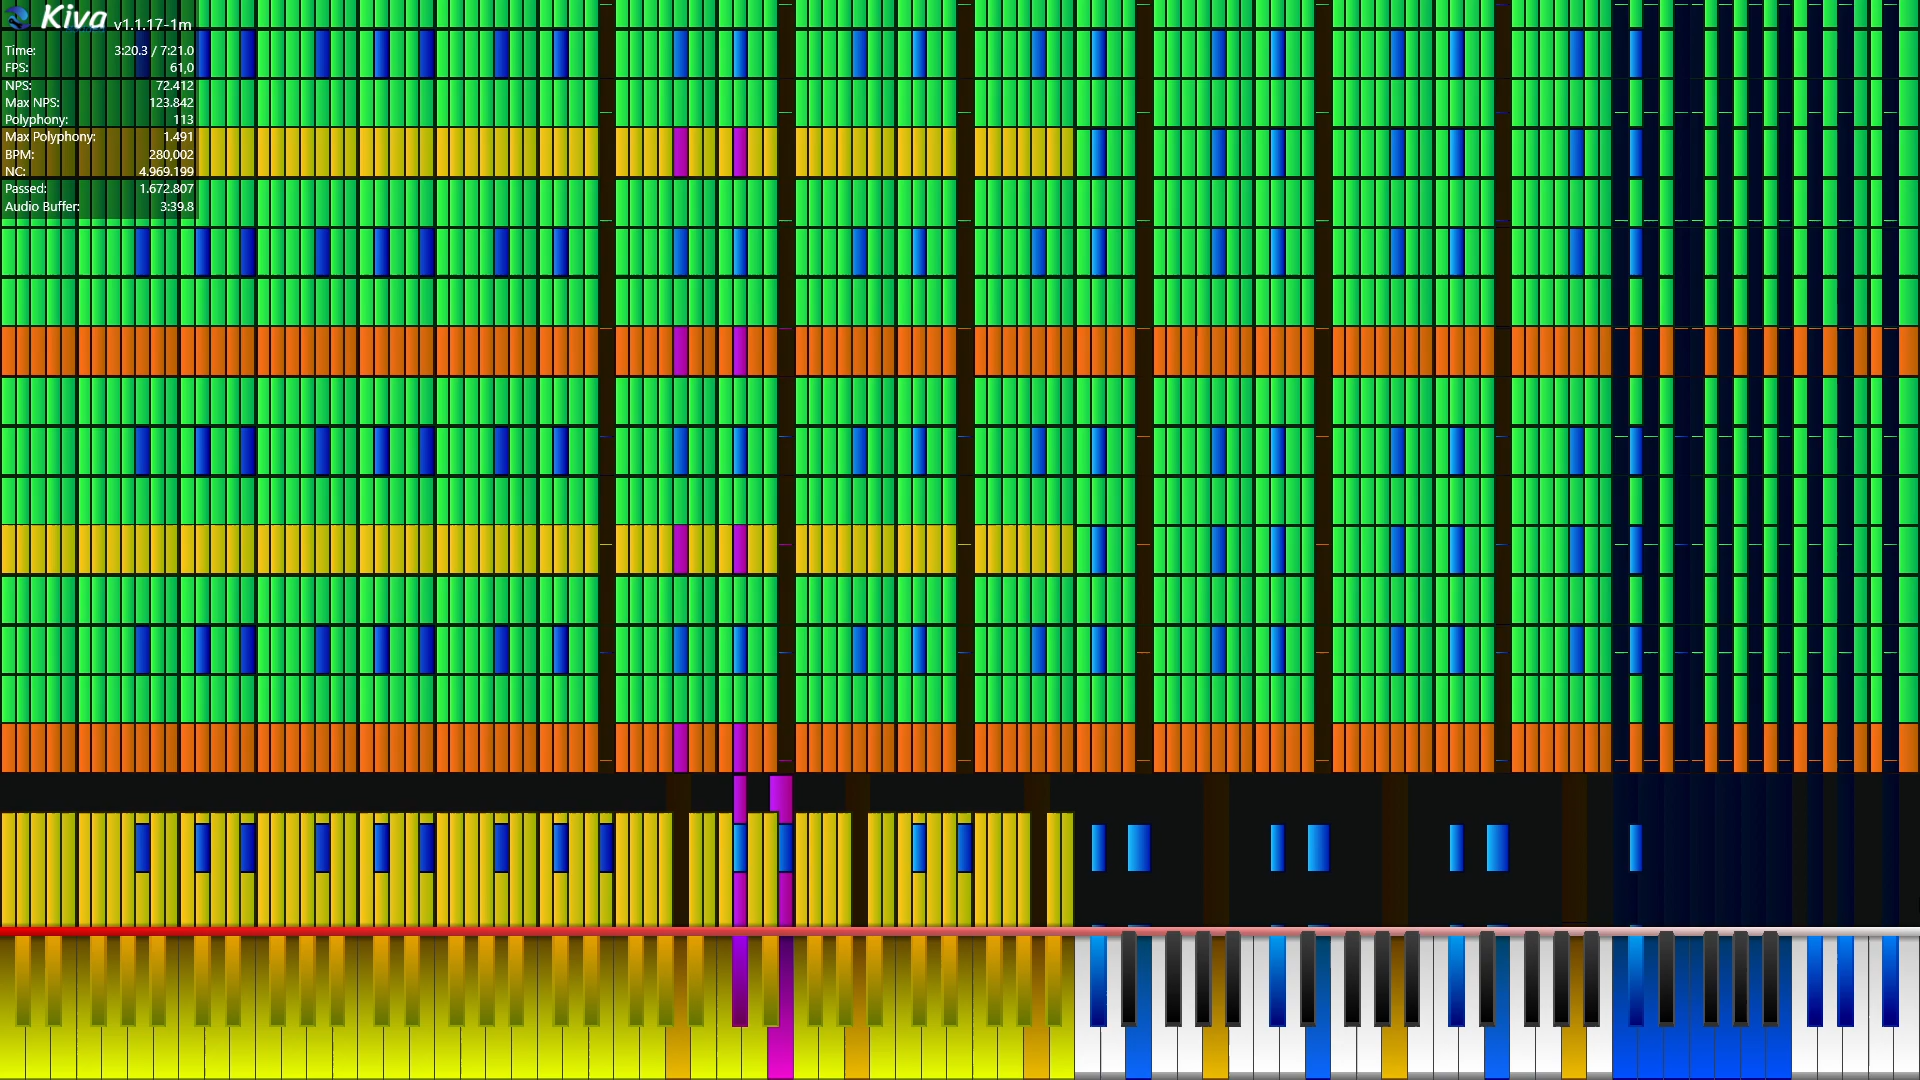 Kiva v1.1.17-1m
Time: 3:20.3 / 7:21.0
FPS: 61,0
NPS: 72.412
Max NPS: 123.842
Polyphony: 113
Max Polyphony: 1.491
BPM: 280,002
NC: 4.969.199
Passed: 1.672.807
Audio Buffer: 3:39.8